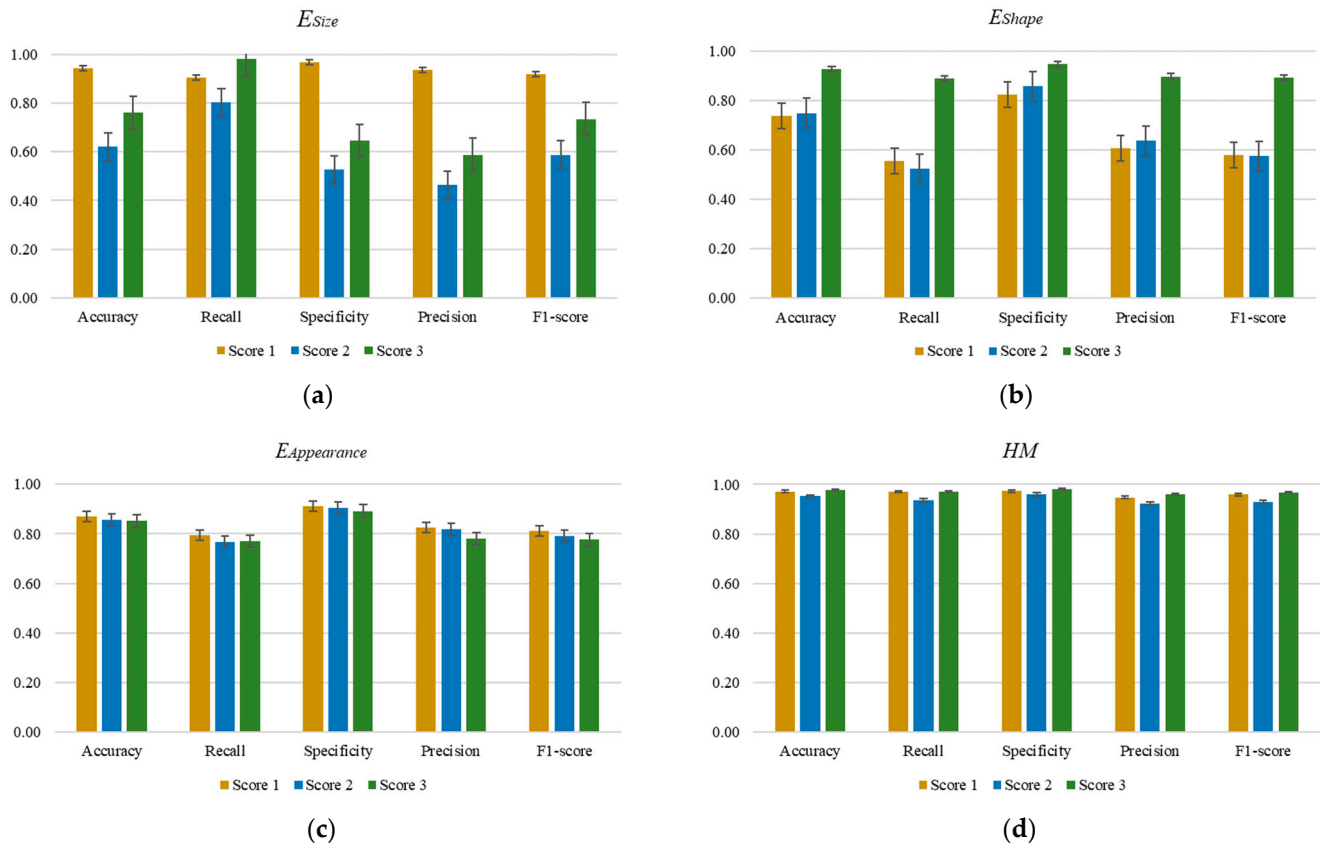 ESize
1.00
0.80
0.60
0.40
0.20
0.00
Accuracy Recall Specificity Precision F1-score
Score 1 Score 2 Score 3
(a)
EShape
1.00
0.80
0.60
0.40
0.20
0.00
Accuracy Recall Specificity Precision F1-score
Score 1 Score 2 Score 3
(b)
EAppearance
1.00
0.80
0.60
0.40
0.20
0.00
Accuracy Recall Specificity Precision F1-score
Score 1 Score 2 Score 3
(c)
HM
1.00
0.80
0.60
0.40
0.20
0.00
Accuracy Recall Specificity Precision F1-score
Score 1 Score 2 Score 3
(d)